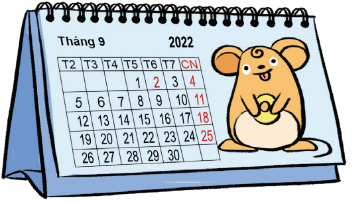 Tháng 9 2022
T2 T3 T4 T5 T6 T7 CN
1 2 3 4
5 6 7 8 9 10 11
12 13 14 15 16 17 18
19 20 21 22 23 24 25
26 27 28 29 30